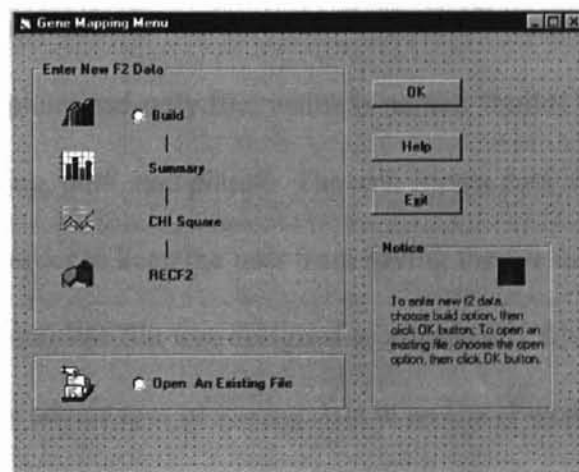 Gene Mapping Menu
Enter New F2 Data
Build
Summary
CHI Square
RECF2
Open An Existing File
OK
Help
Exit
Notice
To enter new f2 data,
choose build option, then
click OK button; To open an
existing file, choose the open
option, then click OK button.